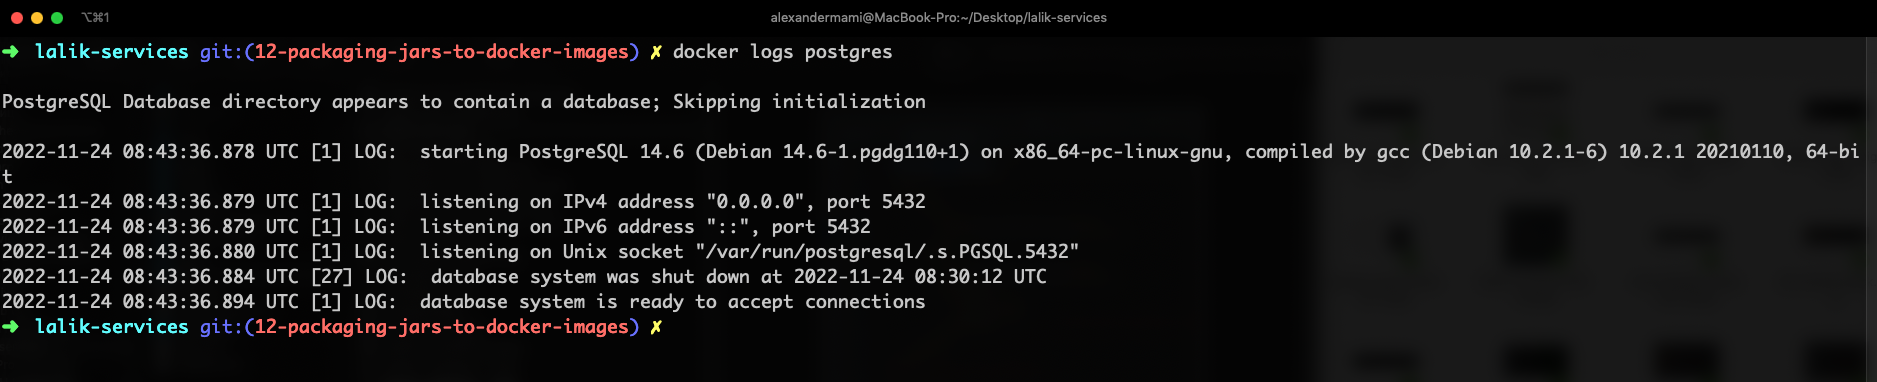 ⌥⌘1
alexandermami@MacBook-Pro:~/Desktop/lalik-services
➜ lalik-services git:(12-packaging-jars-to-docker-images) ✗ docker logs postgres
PostgreSQL Database directory appears to contain a database; Skipping initialization
2022-11-24 08:43:36.878 UTC [1] LOG:  starting PostgreSQL 14.6 (Debian 14.6-1.pgdg110+1) on x86_64-pc-linux-gnu, compiled by gcc (Debian 10.2.1-6) 10.2.1 20210110, 64-bi
t
2022-11-24 08:43:36.879 UTC [1] LOG:  listening on IPv4 address "0.0.0.0", port 5432
2022-11-24 08:43:36.879 UTC [1] LOG:  listening on IPv6 address "::", port 5432
2022-11-24 08:43:36.880 UTC [1] LOG:  listening on Unix socket "/var/run/postgresql/.s.PGSQL.5432"
2022-11-24 08:43:36.884 UTC [27] LOG:  database system was shut down at 2022-11-24 08:30:12 UTC
2022-11-24 08:43:36.894 UTC [1] LOG:  database system is ready to accept connections
➜ lalik-services git:(12-packaging-jars-to-docker-images) ✗